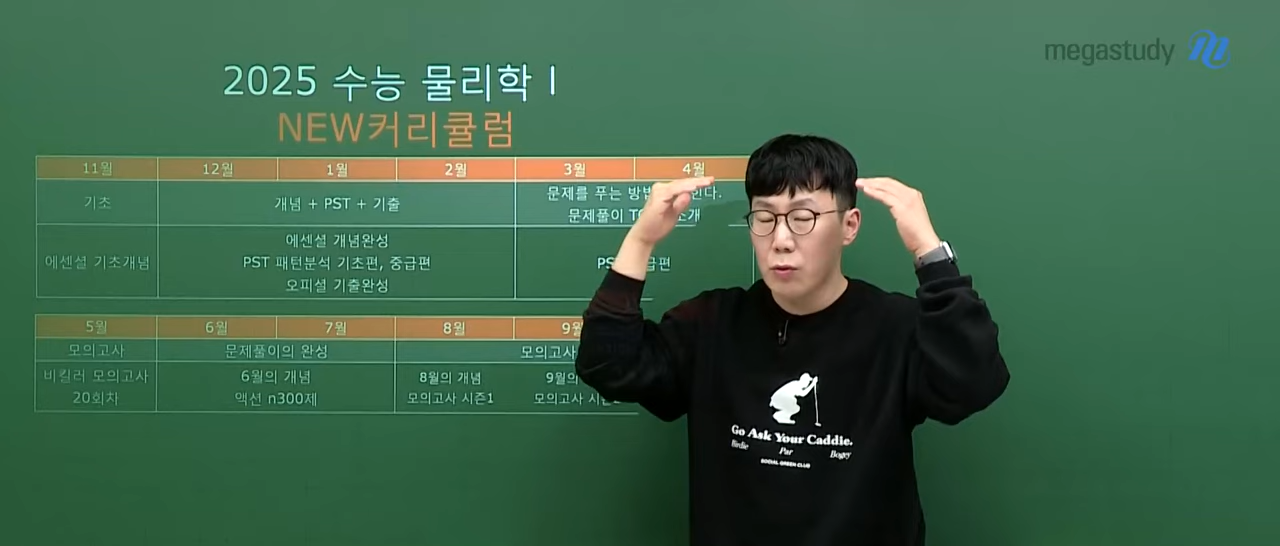 megastudy
2025 수능 물리학 I
NEW커리큘럼
11월 12월 1월 2월 3월 4월
기초 개념 + PST + 기출 문제를 푸는
문제풀이
에센셜 기초개념
에센셜 개념완성
PST 패턴분석 기초편, 중급편
오피셜 기출완성
5월 6월 7월 8월 9월
모의고사 문제풀이의 완성 모의고사
비킬러 모의고사
20회차
6월의 개념
액션 n300제
8월의 개념
모의고사 시즌1
9월의
모의고사
Go Ask Your Caddie.
Birdie Par Bogey
SOCIAL GREEN CLUB